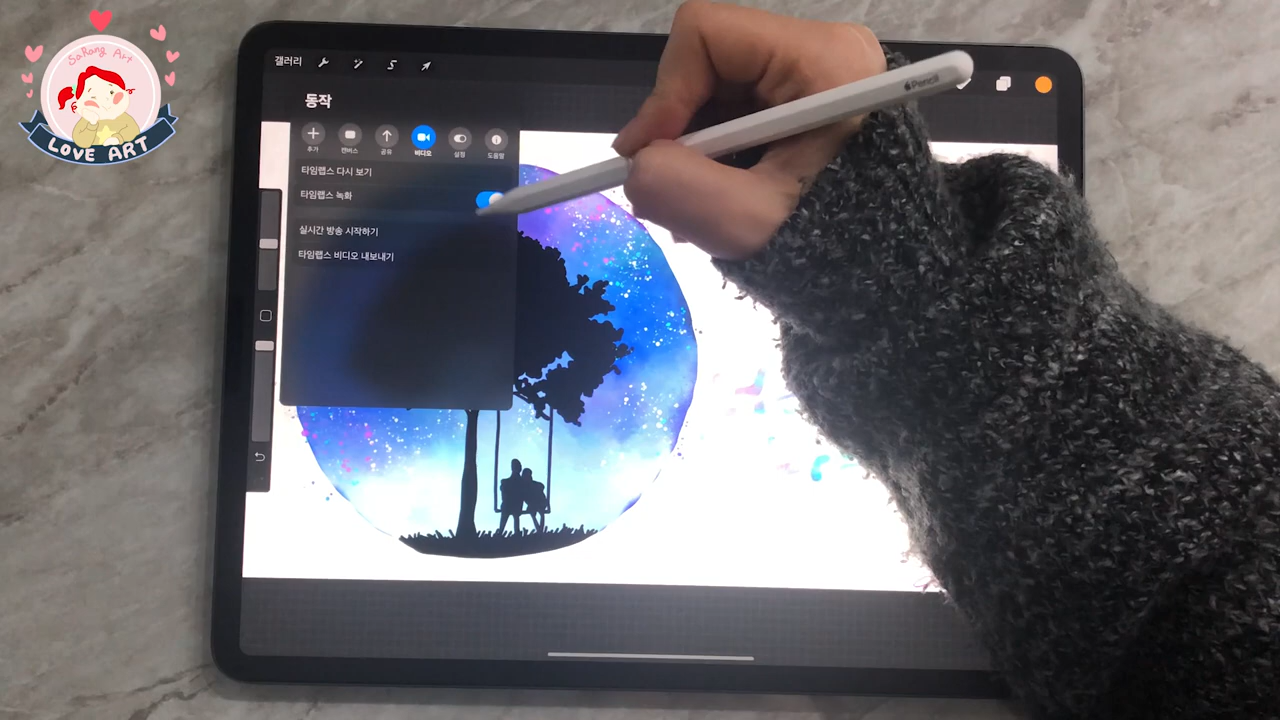 SaRang Art
LOVE ART
갤러리
동작
추가
캔버스
공유
비디오
설정
도움말
타임랩스 다시 보기
타임랩스 녹화
실시간 방송 시작하기
타임랩스 비디오 내보내기
Pencil